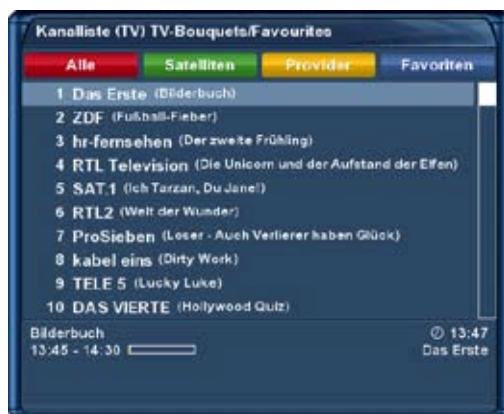 Kanalliste (TV) TV-Bouquets/Favourites
Alle Satelliten Provider Favoriten
1 Das Erste (Bilderbuch)
2 ZDF (Fußball-Fieber)
3 hr-fernsehen (Der zweite Frühling)
4 RTL Television (Die Unicorn und der Aufstand der Elfen)
5 SAT.1 (Ich Tarzan, Du Jane!)
6 RTL2 (Welt der Wunder)
7 ProSieben (Loser - Auch Verlierer haben Glück)
8 kabel eins (Dirty Work)
9 TELE 5 (Lucky Luke)
10 DAS VIERTE (Hollywood Quiz)
Bilderbuch 13:47
13:45 - 14:30 Das Erste